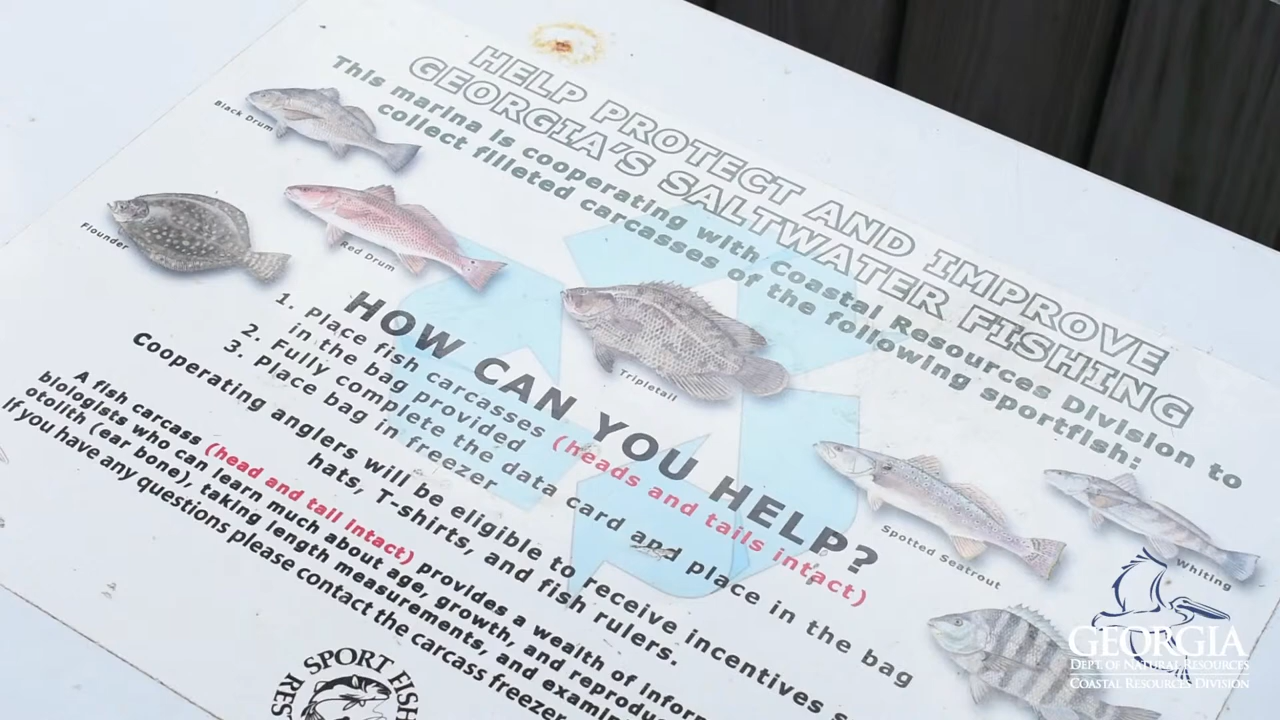 HELP PROTECT AND IMPROVE
GEORGIA'S SALTWATER FISHING
This marina is cooperating with Coastal Resources Division to
collect filleted carcasses of the following sportfish:
Black Drum
Flounder
Red Drum
Tripletail
Spotted Seatrout
Whiting
HOW CAN YOU HELP?
1. Place fish carcasses (heads and tails intact)
in the bag provided
2. Fully complete the data card and place in the bag
3. Place bag in freezer
Cooperating anglers will be eligible to receive incentives
hats, T-shirts, and fish rulers.
A fish carcass (head and tail intact) provides a wealth of
biologists who can learn much about age, growth, and
otolith (ear bone), taking length measurements, and
If you have any questions please contact the carcass freezer
SPORT FISH
GEORGIA
DEPT. OF NATURAL RESOURCES
COASTAL RESOURCES DIVISION